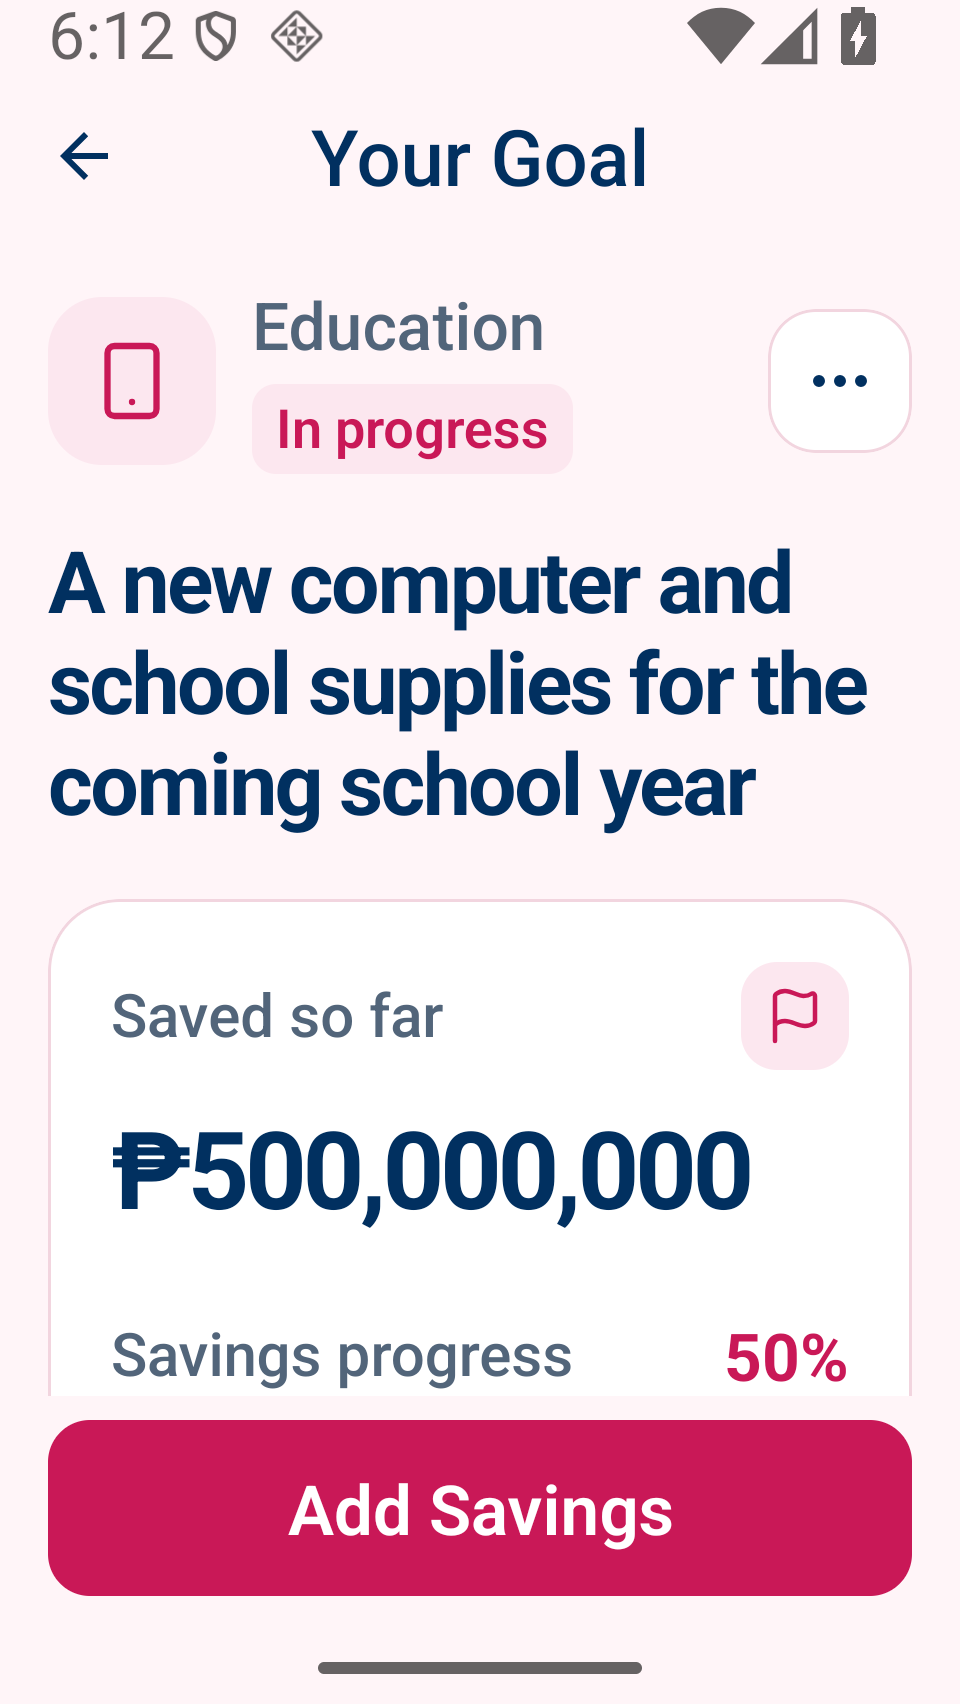 6:12
Your Goal
Education
In progress
A new computer and
school supplies for the
coming school year
Saved so far
₱500,000,000
Savings progress 50%
Add Savings